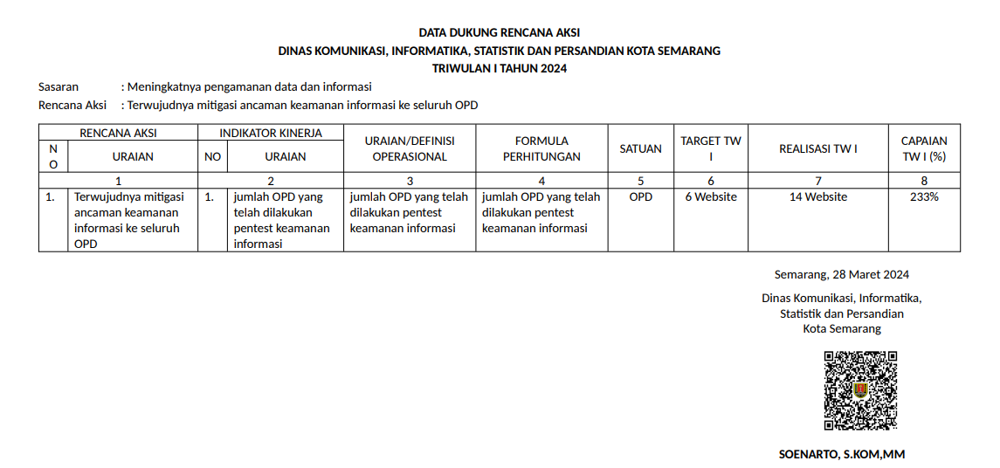 DATA DUKUNG RENCANA AKSI
DINAS KOMUNIKASI, INFORMATIKA, STATISTIK DAN PERSANDIAN KOTA SEMARANG
TRIWULAN I TAHUN 2024
Sasaran : Meningkatnya pengamanan data dan informasi
Rencana Aksi : Terwujudnya mitigasi ancaman keamanan informasi ke seluruh OPD
RENCANA AKSI
INDIKATOR KINERJA
URAIAN/DEFINISI
OPERASIONAL
FORMULA
PERHITUNGAN
SATUAN
TARGET TW
I
REALISASI TW I
CAPAIAN
TW I (%)
N
O
URAIAN
NO
URAIAN
1 2 3 4 5 6 7 8
1.
Terwujudnya mitigasi
ancaman keamanan
informasi ke seluruh
OPD
1.
jumlah OPD yang
telah dilakukan
pentest keamanan
informasi
jumlah OPD yang telah
dilakukan pentest
keamanan informasi
jumlah OPD yang telah
dilakukan pentest
keamanan informasi
OPD
6 Website
14 Website
233%
Semarang, 28 Maret 2024
Dinas Komunikasi, Informatika,
Statistik dan Persandian
Kota Semarang
SOENARTO, S.KOM,MM